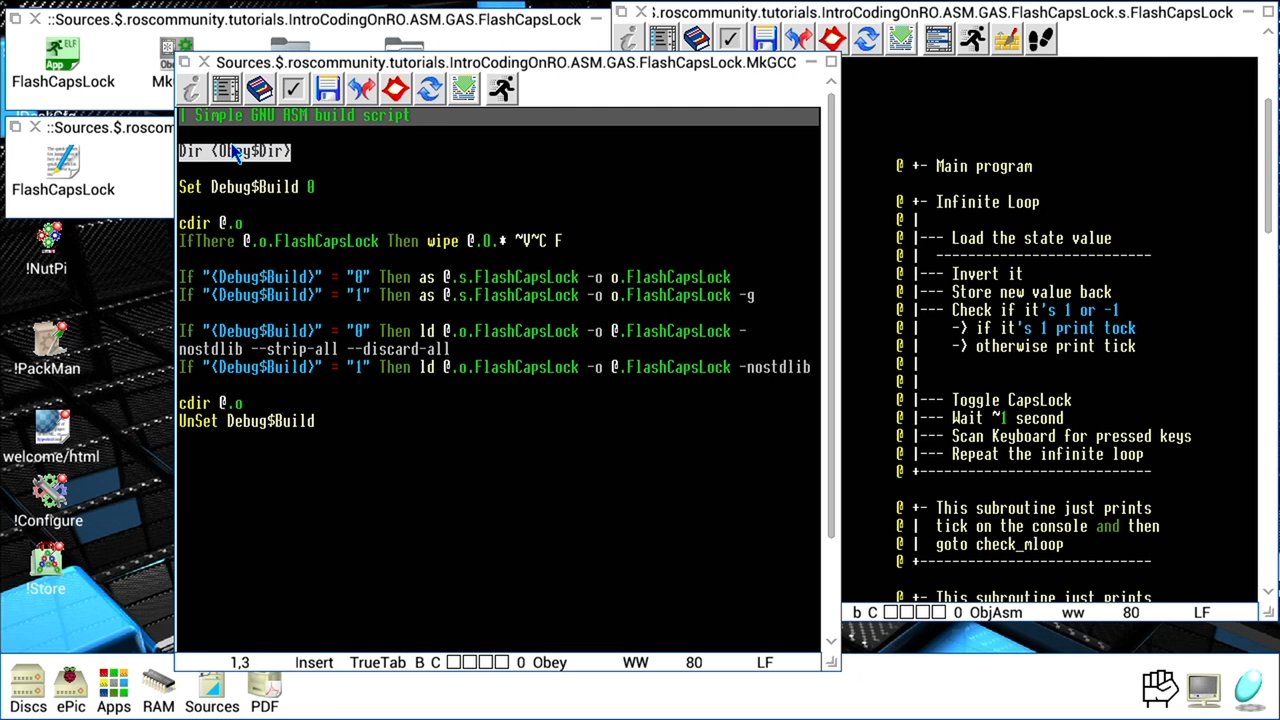 ::Sources.$.roscommunity.tutorials.IntroCodingOnRO.ASM.GAS.FlashCapsLock
ELF
App
FlashCapsLock
::Sources.$.roscommunity
FlashCapsLock
!NutPi
!PackMan
welcome/html
!Configure
!Store
Sources.$.roscommunity.tutorials.IntroCodingOnRO.ASM.GAS.FlashCapsLock.MkGCC
| Simple GNU ASM build script
Dir {Obey$Dir}
Set Debug$Build 0
cdir @.o
IfThere @.o.FlashCapsLock Then wipe @.O.* ~V~C F
If "{Debug$Build}" = "0" Then as @.s.FlashCapsLock -o o.FlashCapsLock
If "{Debug$Build}" = "1" Then as @.s.FlashCapsLock -o o.FlashCapsLock -g
If "{Debug$Build}" = "0" Then ld @.o.FlashCapsLock -o @.FlashCapsLock -
nostdlib --strip-all --discard-all
If "{Debug$Build}" = "1" Then ld @.o.FlashCapsLock -o @.FlashCapsLock -nostdlib
cdir @.o
UnSet Debug$Build
1,3 Insert TrueTab B C 0 Obey WW 80 LF
.roscommunity.tutorials.IntroCodingOnRO.ASM.GAS.FlashCapsLock.s.FlashCapsLock
@ +- Main program
@ +- Infinite Loop
@ |
@ |--- Load the state value
@ | ------------------------
@ |--- Invert it
@ |--- Store new value back
@ |--- Check if it's 1 or -1
@ | -> if it's 1 print tock
@ | -> otherwise print tick
@ |
@ |
@ |--- Toggle CapsLock
@ |--- Wait ~1 second
@ |--- Scan Keyboard for pressed keys
@ |--- Repeat the infinite loop
@ +--------------------------
@ +- This subroutine just prints
@ | tick on the console and then
@ | goto check_mloop
@ +--------------------------
@ +- This subroutine just prints
b C 0 ObjAsm ww 80 LF
Discs
ePic
Apps
RAM
Sources
PDF